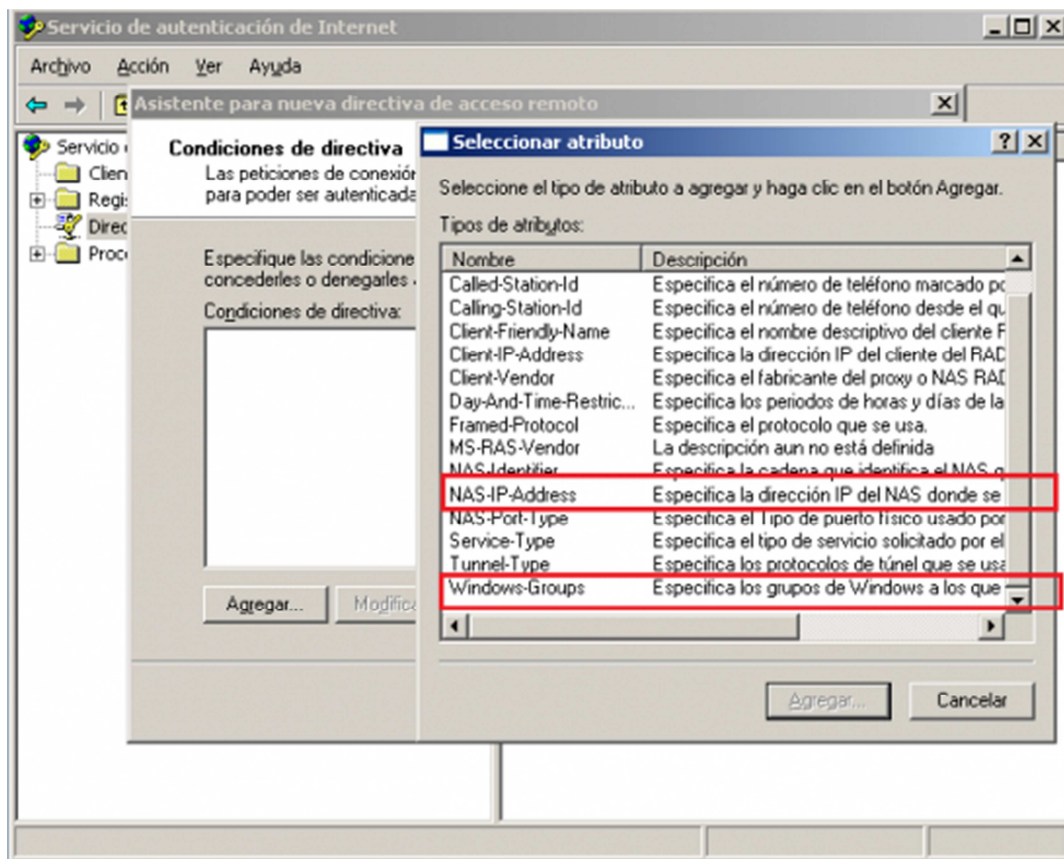 Servicio de autenticación de Internet
Archivo Acción Ver Ayuda
Asistente para nueva directiva de acceso remoto
Servicio
Condiciones de directiva
Las peticiones de conexión
para poder ser autenticada
Especifique las condicione
concederles o denegarles
Condiciones de directiva:
Agregar...
Modifica
Seleccionar atributo
Seleccione el tipo de atributo a agregar y haga clic en el botón Agregar.
Tipos de atributos:
Nombre Descripción
Called-Station-Id Especifica el número de teléfono marcado po
Calling-Station-Id Especifica el número de teléfono desde el qu
Client-Friendly-Name Especifica el nombre descriptivo del cliente F
Client-IP-Address Especifica la dirección IP del cliente del RAD
Client-Vendor Especifica el fabricante del proxy o NAS RAD
Day-And-Time-Restric... Especifica los periodos de horas y días de la
Framed-Protocol Especifica el protocolo que se usa.
MS-RAS-Vendor La descripción aun no está definida
NAS-Identifier Especifica la cadena que identifica el NAS q
NAS-IP-Address Especifica la dirección IP del NAS donde se
NAS-Port-Type Especifica el Tipo de puerto físico usado por
Service-Type Especifica el tipo de servicio solicitado por el
Tunnel-Type Especifica los protocolos de túnel que se usa
Windows-Groups Especifica los grupos de Windows a los que
Agregar...
Cancelar
Clien
Regis
Direc
Proce